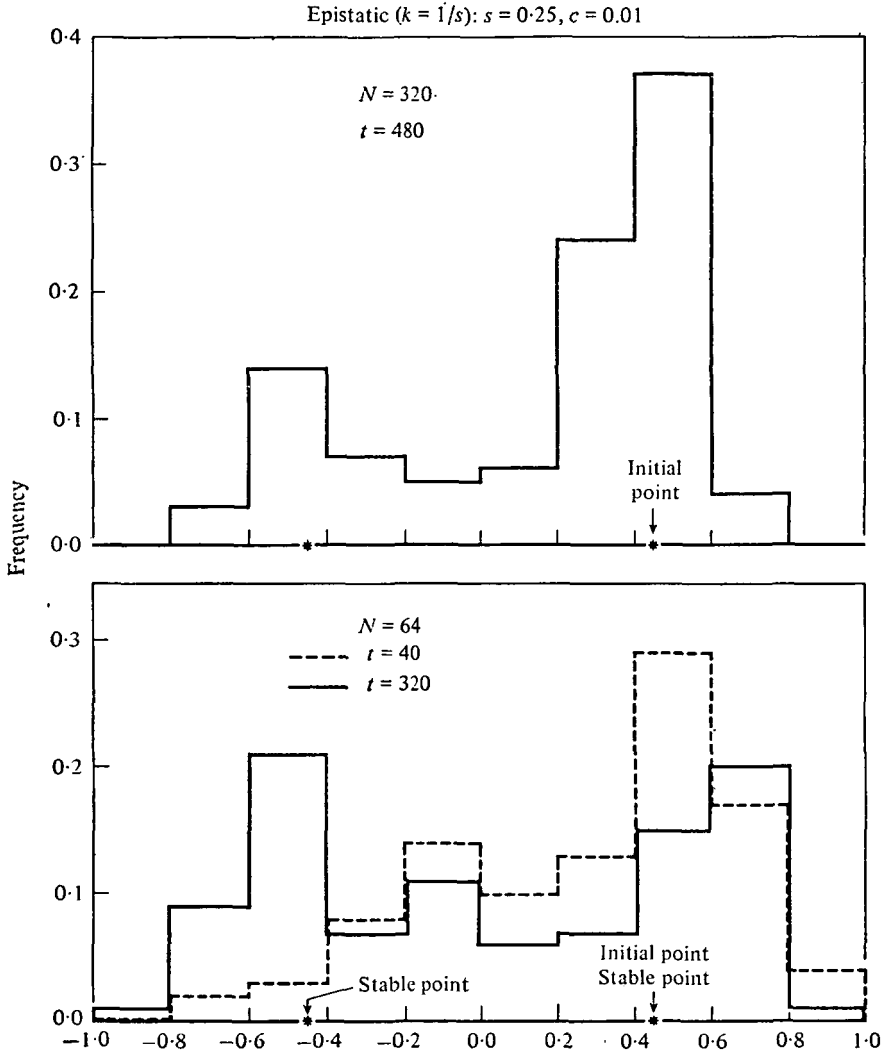 Epistatic (k = 1/s): s = 0·25, c = 0.01
0·4
0·3
0·2
0·1
0·0
N = 320
t = 480
Initial
point
Frequency
0·3
0·2
0·1
0·0
N = 64
t = 40
t = 320
Stable point
Initial point
Stable point
−1·0 −0·8 −0·6 −0·4 −0·2 0·0 0·2 0·4 0·6 0·8 1.0